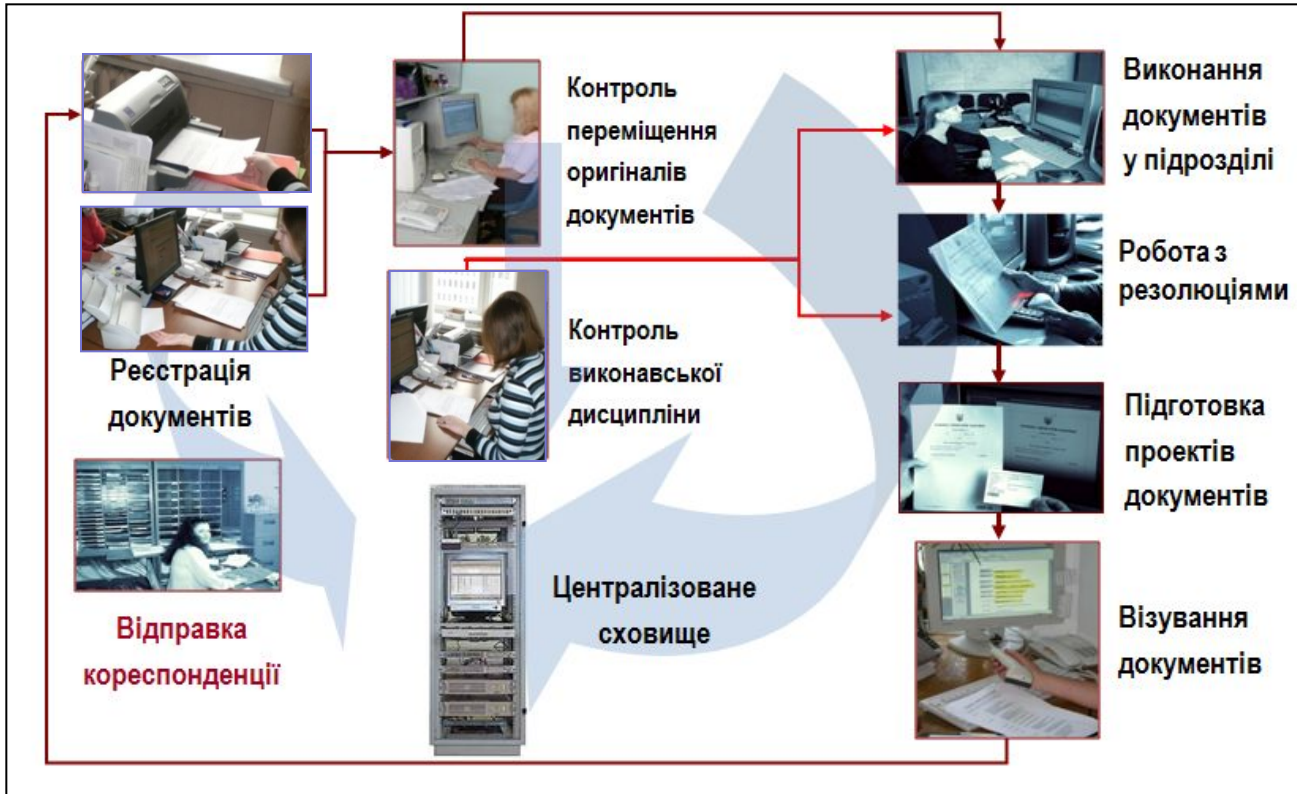 Реєстрація
документів
Відправка
кореспонденції
Контроль
переміщення
оригіналів
документів
Контроль
виконавської
дисципліни
Централізоване
сховище
Виконання
документів
у підрозділі
Робота з
резолюціями
Підготовка
проектів
документів
Візування
документів